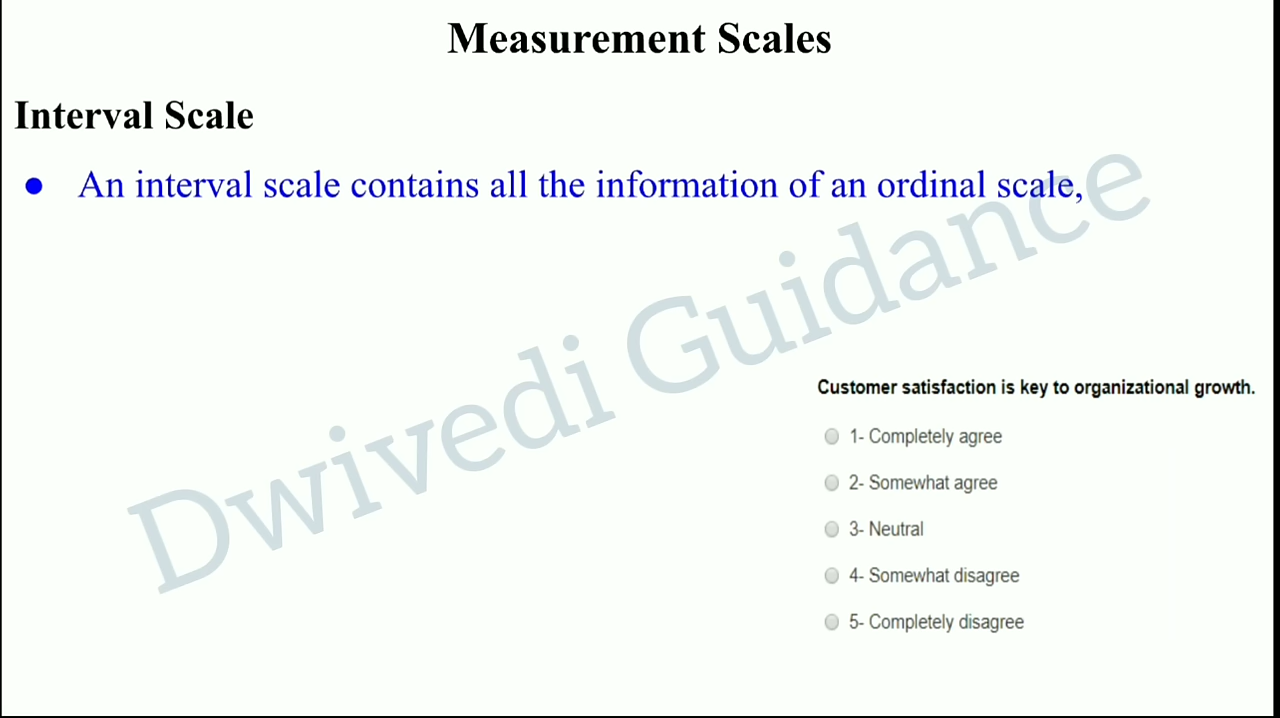 Measurement Scales
Interval Scale
● An interval scale contains all the information of an ordinal scale,
Dwivedi Guidance
Customer satisfaction is key to organizational growth.
1- Completely agree
2- Somewhat agree
3- Neutral
4- Somewhat disagree
5- Completely disagree